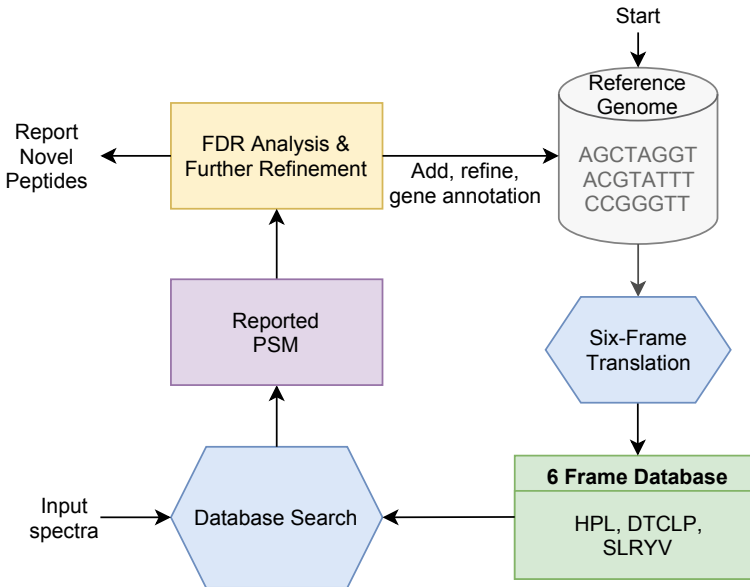 Start
Reference
Genome
AGCTAGGT
ACGTATTT
CCGGGTT
Report
Novel
Peptides
FDR Analysis &
Further Refinement
Add, refine,
gene annotation
Reported
PSM
Six-Frame
Translation
Input
spectra
Database Search
6 Frame Database
HPL, DTCLP,
SLRYV